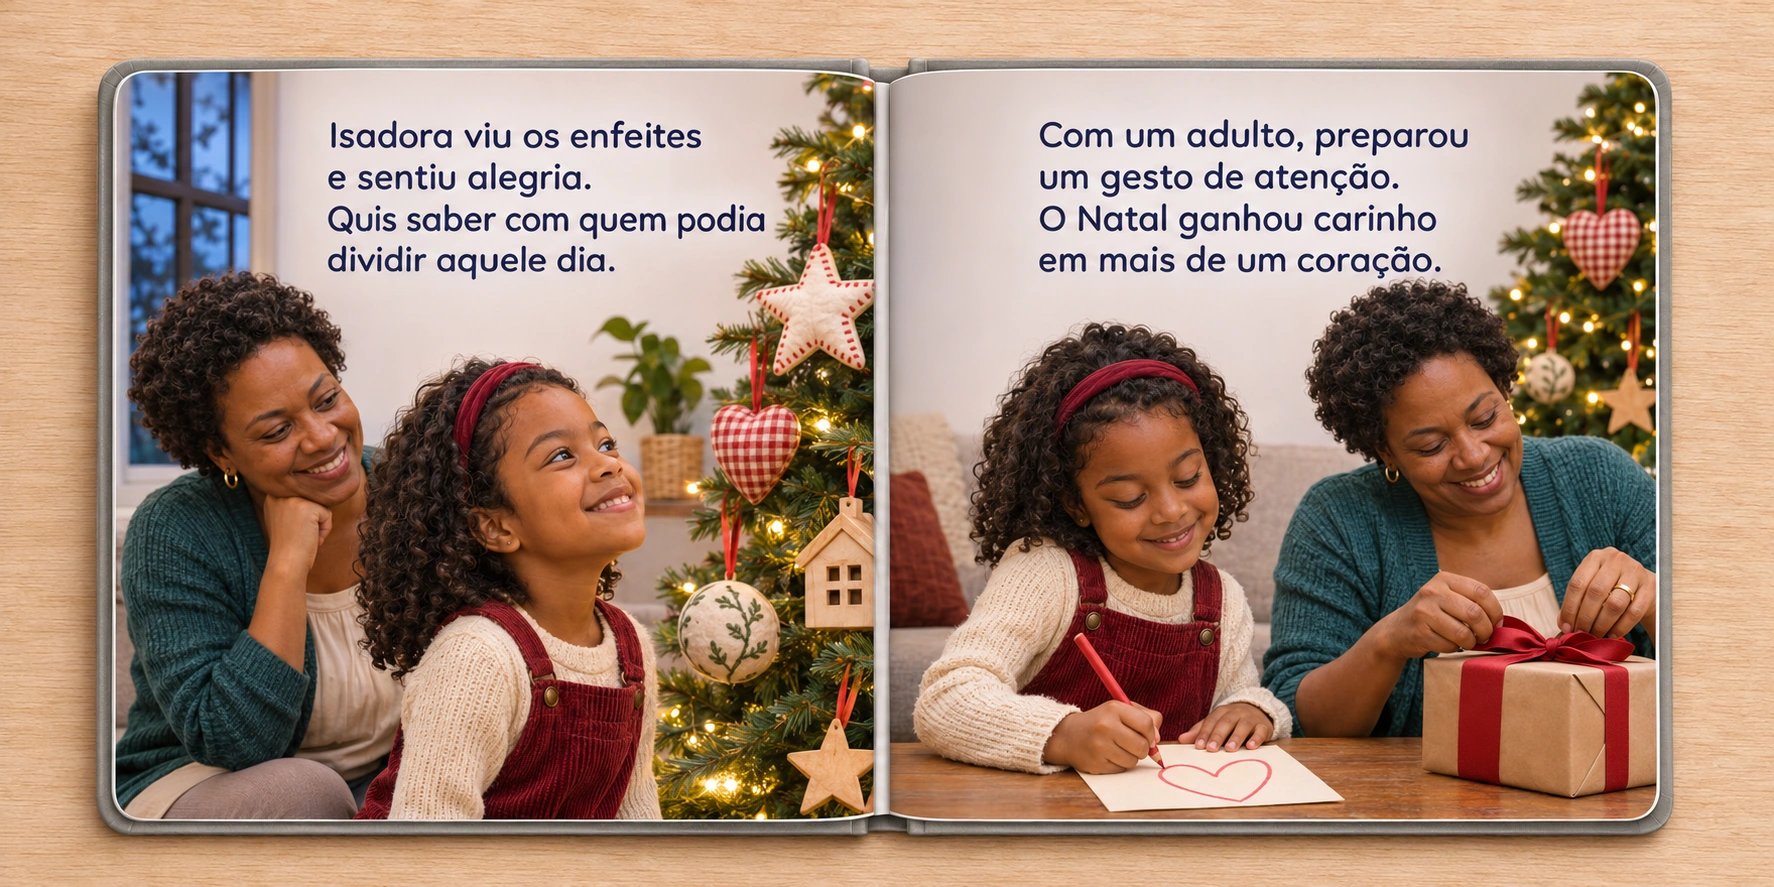 Isadora viu os enfeites
e sentiu alegria.
Quis saber com quem podia
dividir aquele dia.
Com um adulto, preparou
um gesto de atenção.
O Natal ganhou carinho
em mais de um coração.